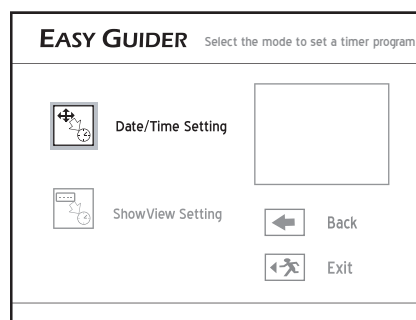 EASY GUIDER Select the mode to set a timer program
Date/Time Setting
ShowView Setting
Back
Exit